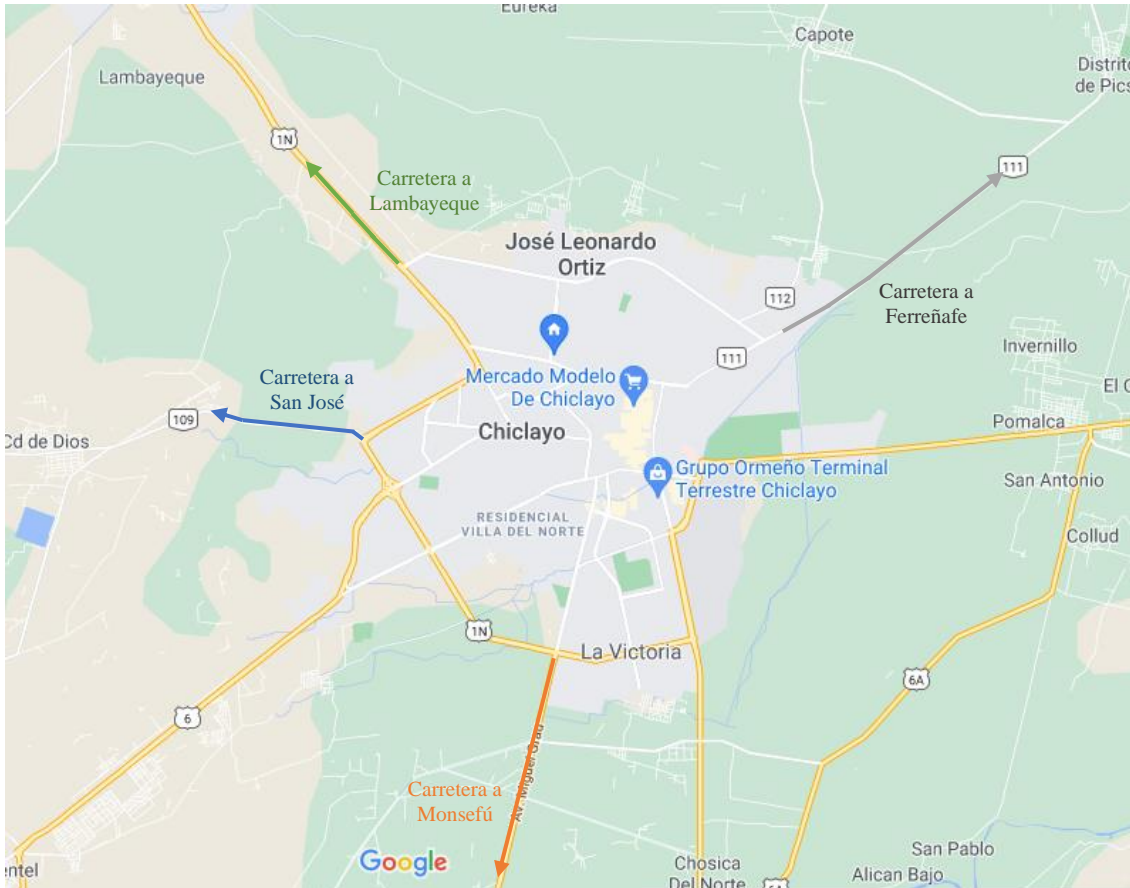 Eureka
Capote
Lambayeque
Distrito
de Pics
1N
111
Carretera a
Lambayeque
José Leonardo
Ortiz
Carretera a
Ferreñafe
112
111
Invernillo
Mercado Modelo
De Chiclayo
Carretera a
San José
El C
109
Cd de Dios
Chiclayo
Pomalca
Grupo Ormeño Terminal
Terrestre Chiclayo
San Antonio
RESIDENCIAL
VILLA DEL NORTE
Collud
1N
La Victoria
6A
6
Av. Miguel Grau
Carretera a
Monsefú
Google
entel
Chosica
Del Norte
San Pablo
Alican Bajo
6A